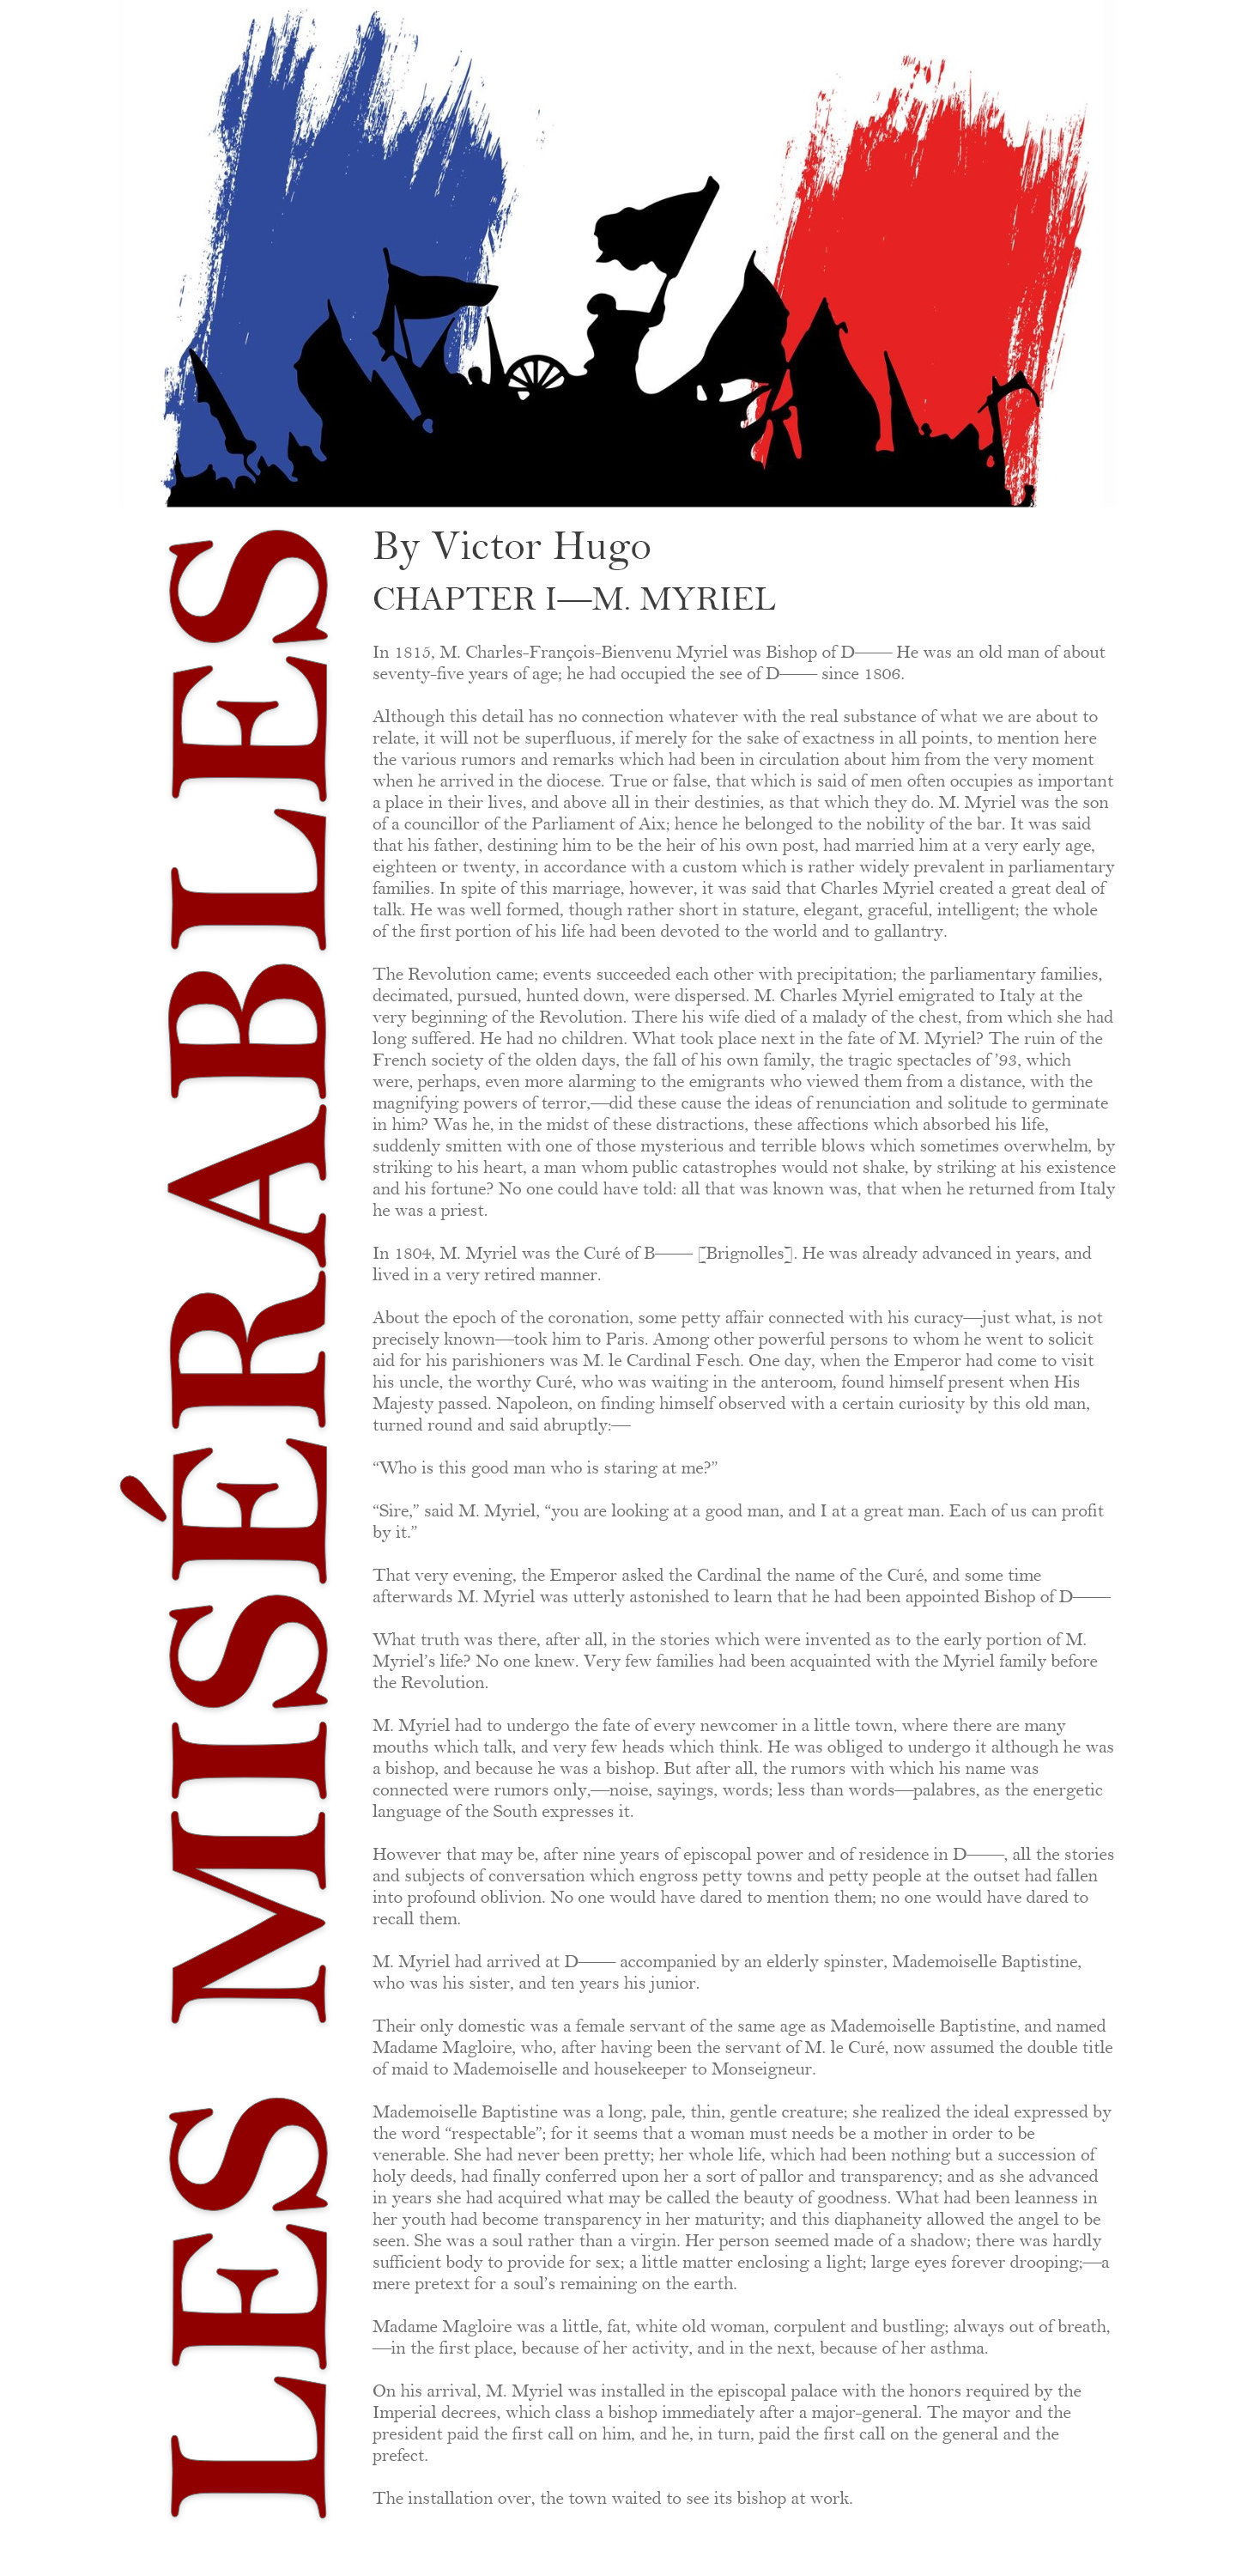 LES MISÉRABLES
By Victor Hugo
CHAPTER I—M. MYRIEL
In 1815, M. Charles-François-Bienvenu Myriel was Bishop of D—— He was an old man of about
seventy-five years of age; he had occupied the see of D—— since 1806.
Although this detail has no connection whatever with the real substance of what we are about to
relate, it will not be superfluous, if merely for the sake of exactness in all points, to mention here
the various rumors and remarks which had been in circulation about him from the very moment
when he arrived in the diocese. True or false, that which is said of men often occupies as important
a place in their lives, and above all in their destinies, as that which they do. M. Myriel was the son
of a councillor of the Parliament of Aix; hence he belonged to the nobility of the bar. It was said
that his father, destining him to be the heir of his own post, had married him at a very early age,
eighteen or twenty, in accordance with a custom which is rather widely prevalent in parliamentary
families. In spite of this marriage, however, it was said that Charles Myriel created a great deal of
talk. He was well formed, though rather short in stature, elegant, graceful, intelligent; the whole
of the first portion of his life had been devoted to the world and to gallantry.
The Revolution came; events succeeded each other with precipitation; the parliamentary families,
decimated, pursued, hunted down, were dispersed. M. Charles Myriel emigrated to Italy at the
very beginning of the Revolution. There his wife died of a malady of the chest, from which she had
long suffered. He had no children. What took place next in the fate of M. Myriel? The ruin of the
French society of the olden days, the fall of his own family, the tragic spectacles of ’93, which
were, perhaps, even more alarming to the emigrants who viewed them from a distance, with the
magnifying powers of terror,—did these cause the ideas of renunciation and solitude to germinate
in him? Was he, in the midst of these distractions, these affections which absorbed his life,
suddenly smitten with one of those mysterious and terrible blows which sometimes overwhelm, by
striking to his heart, a man whom public catastrophes would not shake, by striking at his existence
and his fortune? No one could have told: all that was known was, that when he returned from Italy
he was a priest.
In 1804, M. Myriel was the Curé of B—— [Brignolles]. He was already advanced in years, and
lived in a very retired manner.
About the epoch of the coronation, some petty affair connected with his curacy—just what, is not
precisely known—took him to Paris. Among other powerful persons to whom he went to solicit
aid for his parishioners was M. le Cardinal Fesch. One day, when the Emperor had come to visit
his uncle, the worthy Curé, who was waiting in the anteroom, found himself present when His
Majesty passed. Napoleon, on finding himself observed with a certain curiosity by this old man,
turned round and said abruptly:—
“Who is this good man who is staring at me?”
“Sire,” said M. Myriel, “you are looking at a good man, and I at a great man. Each of us can profit
by it.”
That very evening, the Emperor asked the Cardinal the name of the Curé, and some time
afterwards M. Myriel was utterly astonished to learn that he had been appointed Bishop of D——
What truth was there, after all, in the stories which were invented as to the early portion of M.
Myriel’s life? No one knew. Very few families had been acquainted with the Myriel family before
the Revolution.
M. Myriel had to undergo the fate of every newcomer in a little town, where there are many
mouths which talk, and very few heads which think. He was obliged to undergo it although he was
a bishop, and because he was a bishop. But after all, the rumors with which his name was
connected were rumors only,—noise, sayings, words; less than words—palabres, as the energetic
language of the South expresses it.
However that may be, after nine years of episcopal power and of residence in D——, all the stories
and subjects of conversation which engross petty towns and petty people at the outset had fallen
into profound oblivion. No one would have dared to mention them; no one would have dared to
recall them.
M. Myriel had arrived at D—— accompanied by an elderly spinster, Mademoiselle Baptistine,
who was his sister, and ten years his junior.
Their only domestic was a female servant of the same age as Mademoiselle Baptistine, and named
Madame Magloire, who, after having been the servant of M. le Curé, now assumed the double title
of maid to Mademoiselle and housekeeper to Monseigneur.
Mademoiselle Baptistine was a long, pale, thin, gentle creature; she realized the ideal expressed by
the word “respectable”; for it seems that a woman must needs be a mother in order to be
venerable. She had never been pretty; her whole life, which had been nothing but a succession of
holy deeds, had finally conferred upon her a sort of pallor and transparency; and as she advanced
in years she had acquired what may be called the beauty of goodness. What had been leanness in
her youth had become transparency in her maturity; and this diaphaneity allowed the angel to be
seen. She was a soul rather than a virgin. Her person seemed made of a shadow; there was hardly
sufficient body to provide for sex; a little matter enclosing a light; large eyes forever drooping;—a
mere pretext for a soul’s remaining on the earth.
Madame Magloire was a little, fat, white old woman, corpulent and bustling; always out of breath,
—in the first place, because of her activity, and in the next, because of her asthma.
On his arrival, M. Myriel was installed in the episcopal palace with the honors required by the
Imperial decrees, which class a bishop immediately after a major-general. The mayor and the
president paid the first call on him, and he, in turn, paid the first call on the general and the
prefect.
The installation over, the town waited to see its bishop at work.